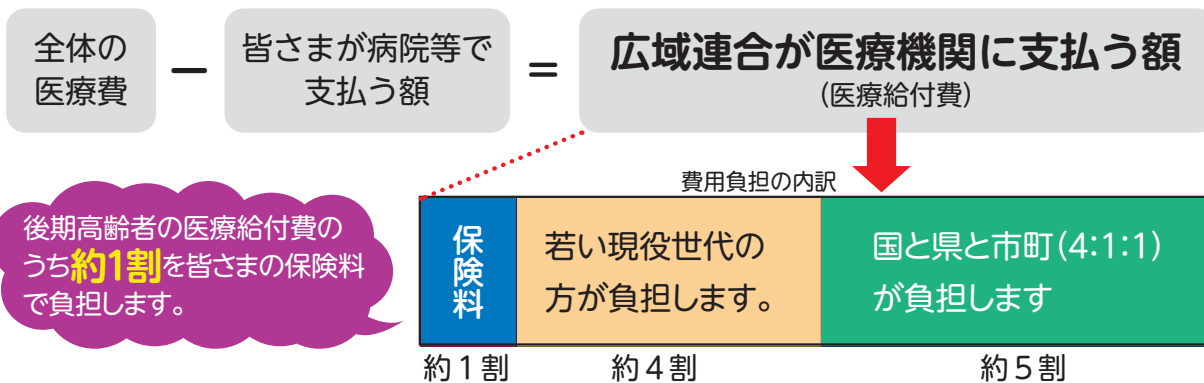 全体の
医療費
－
皆さまが病院等で
支払う額
＝
広域連合が医療機関に支払う額
(医療給付費)
費用負担の内訳
後期高齢者の医療給付費の
うち約1割を皆さまの保険料
で負担します。
保険料
若い現役世代の
方が負担します。
国と県と市町(4:1:1)
が負担します
約1割
約4割
約5割